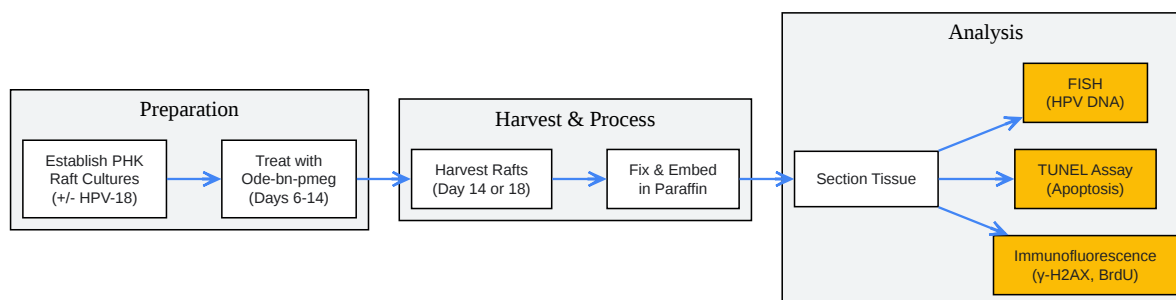 Preparation
Establish PHK
Raft Cultures
(+/- HPV-18)
Treat with
Ode-bn-pmeg
(Days 6-14)
Harvest & Process
Harvest Rafts
(Day 14 or 18)
Fix & Embed
in Paraffin
Analysis
Section Tissue
FISH
(HPV DNA)
TUNEL Assay
(Apoptosis)
Immunofluorescence
(γ-H2AX, BrdU)